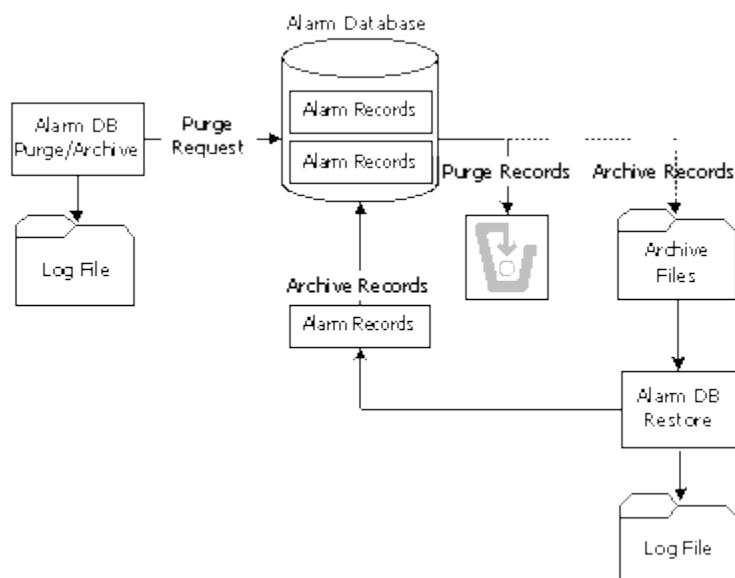 Alarm Database
Alarm Records
Alarm Records
Alarm DB
Purge/Archive
Purge
Request
Log File
Purge Records
Archive Records
Archive
Files
Archive Records
Alarm Records
Alarm DB
Restore
Log File